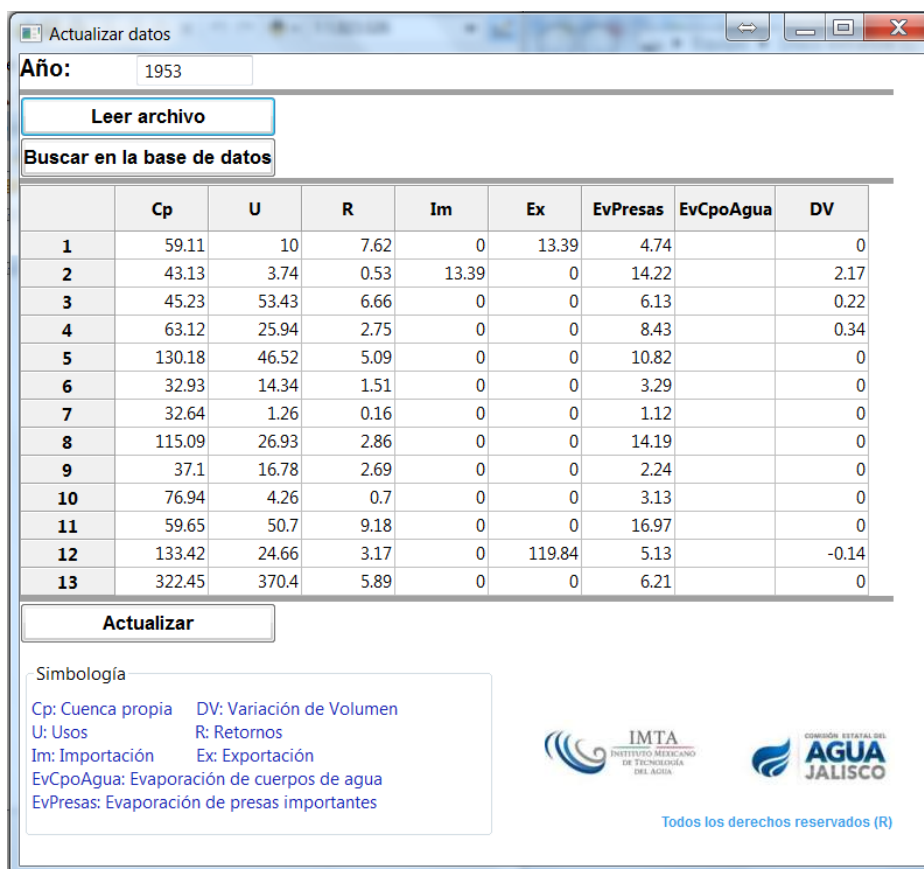 Actualizar datos
Año: 1953
Leer archivo
Buscar en la base de datos
Cp U R Im Ex EvPresas EvCpoAgua DV
1 59.11 10 7.62 0 13.39 4.74 0
2 43.13 3.74 0.53 13.39 0 14.22 2.17
3 45.23 53.43 6.66 0 0 6.13 0.22
4 63.12 25.94 2.75 0 0 8.43 0.34
5 130.18 46.52 5.09 0 0 10.82 0
6 32.93 14.34 1.51 0 0 3.29 0
7 32.64 1.26 0.16 0 0 1.12 0
8 115.09 26.93 2.86 0 0 14.19 0
9 37.1 16.78 2.69 0 0 2.24 0
10 76.94 4.26 0.7 0 0 3.13 0
11 59.65 50.7 9.18 0 0 16.97 0
12 133.42 24.66 3.17 0 119.84 5.13 -0.14
13 322.45 370.4 5.89 0 0 6.21 0
Actualizar
Simbología
Cp: Cuenca propia DV: Variación de Volumen
U: Usos R: Retornos
Im: Importación Ex: Exportación
EvCpoAgua: Evaporación de cuerpos de agua
EvPresas: Evaporación de presas importantes
IMTA
INSTITUTO MEXICANO
DE TECNOLOGÍA
DEL AGUA
COMISIÓN ESTATAL DEL
AGUA
JALISCO
Todos los derechos reservados (R)